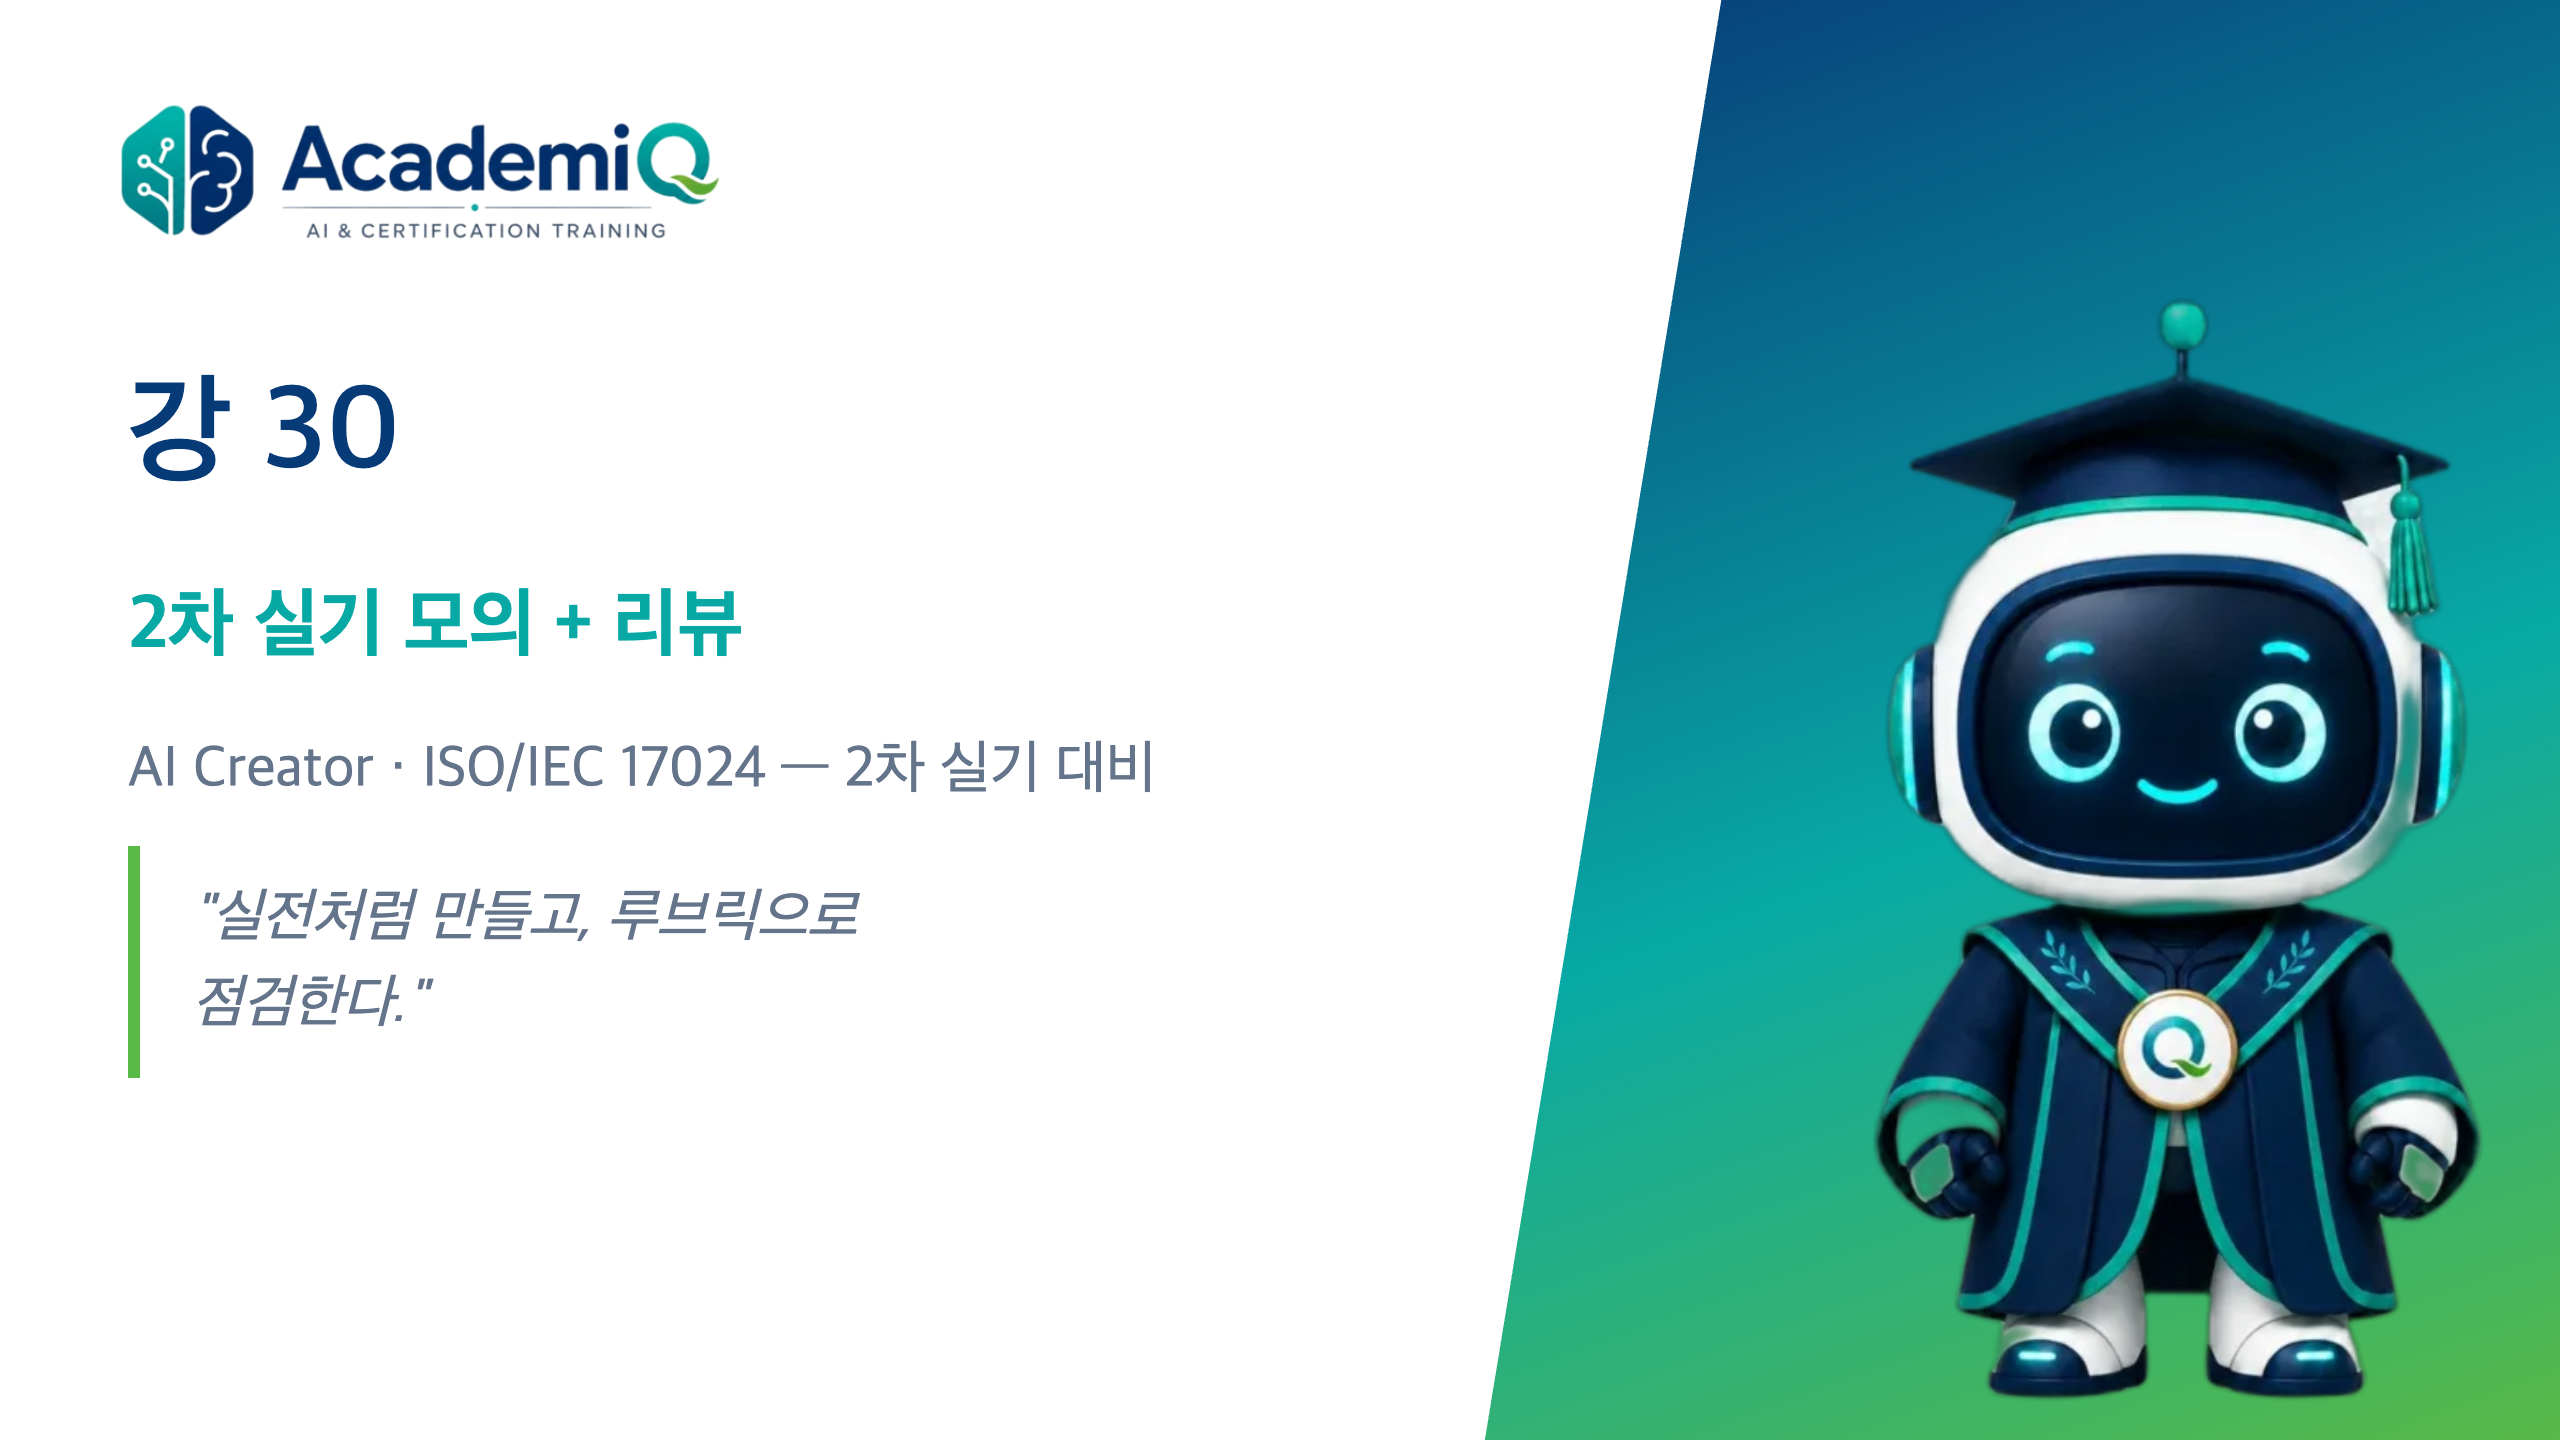 AcademiQ
AI & CERTIFICATION TRAINING
강 30
2차 실기 모의 + 리뷰
AI Creator · ISO/IEC 17024 — 2차 실기 대비
"실전처럼 만들고, 루브릭으로
점검한다."
Q